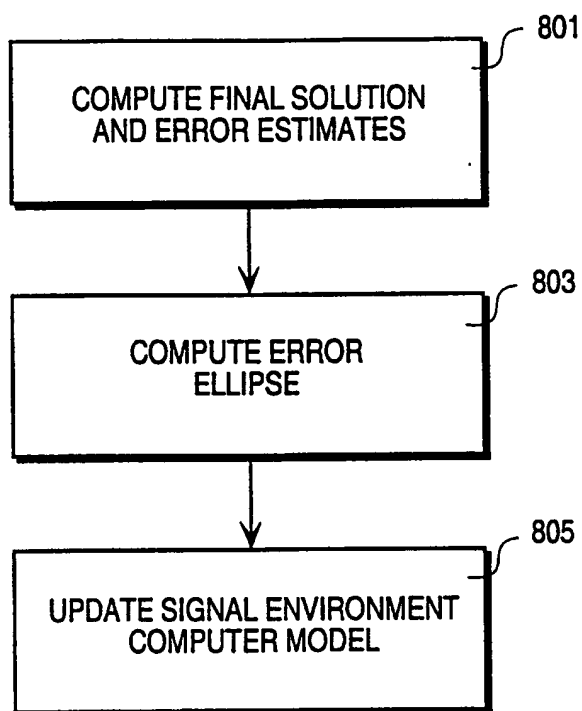 801
COMPUTE FINAL SOLUTION
AND ERROR ESTIMATES
803
COMPUTE ERROR
ELLIPSE
805
UPDATE SIGNAL ENVIRONMENT
COMPUTER MODEL